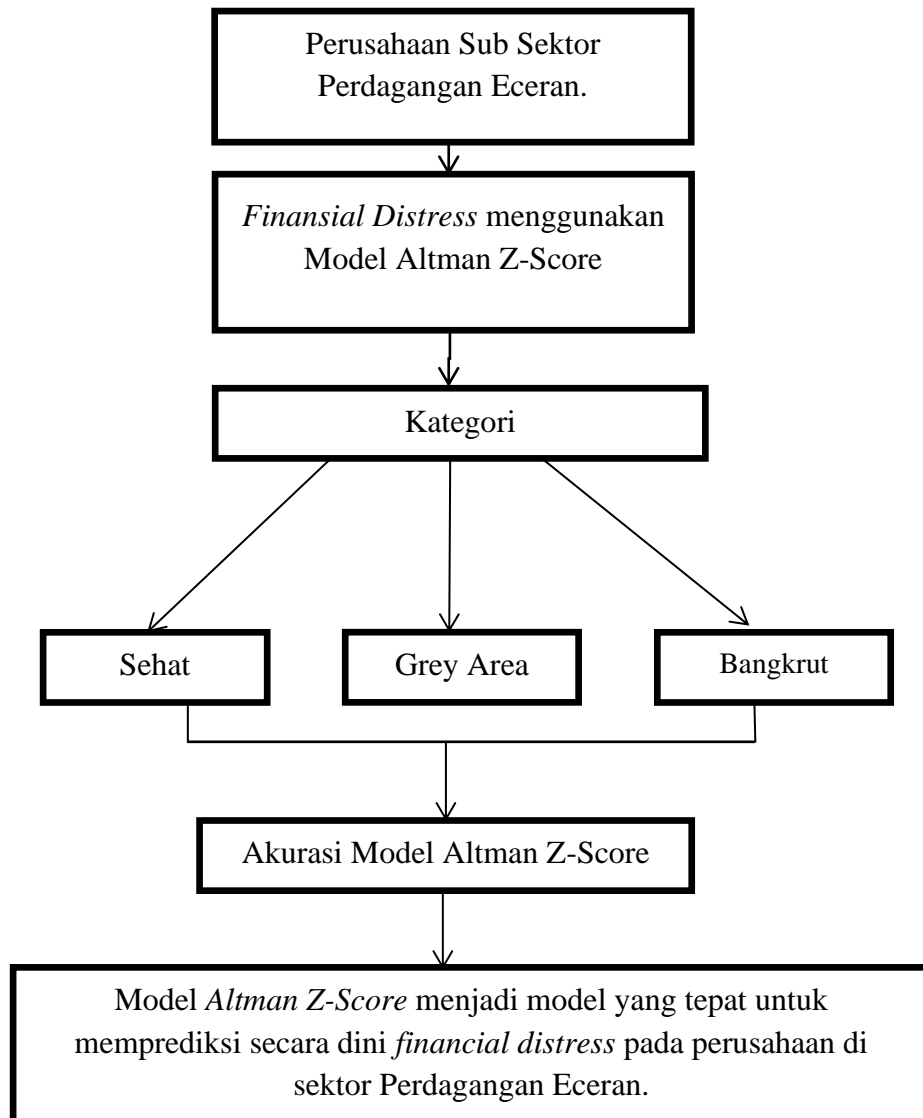 Perusahaan Sub Sektor
Perdagangan Eceran.
Finansial Distress menggunakan
Model Altman Z-Score
Kategori
Sehat
Grey Area
Bangkrut
Akurasi Model Altman Z-Score
Model Altman Z-Score menjadi model yang tepat untuk
memprediksi secara dini financial distress pada perusahaan di
sektor Perdagangan Eceran.